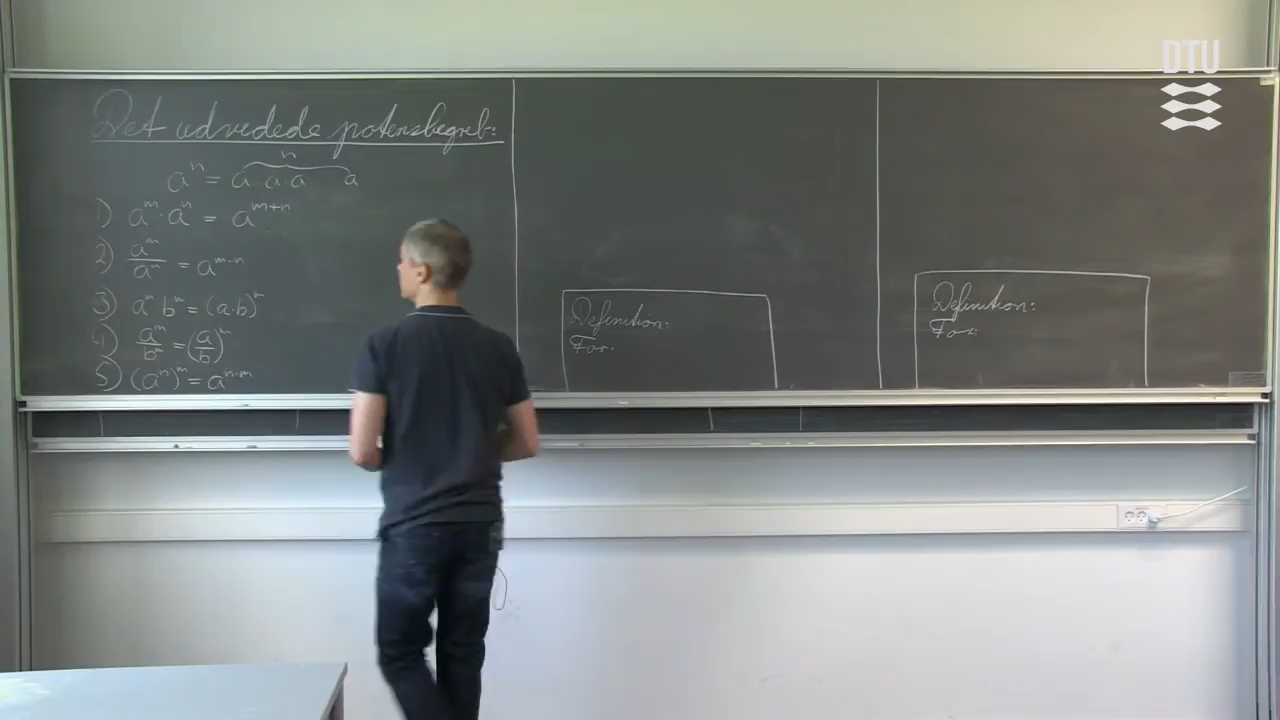 Det udvidede potensbegreb:
n
aⁿ = a·a·a a
1) aᵐ·aⁿ = aᵐ⁺ⁿ
2) aᵐ/aⁿ = aᵐ⁻ⁿ
3) aⁿ bⁿ = (a·b)ⁿ
4) aⁿ/bⁿ = (a/b)ⁿ
5) (aⁿ)ᵐ = aⁿ·ᵐ
Definition:
For:
Definition:
For:
DTU